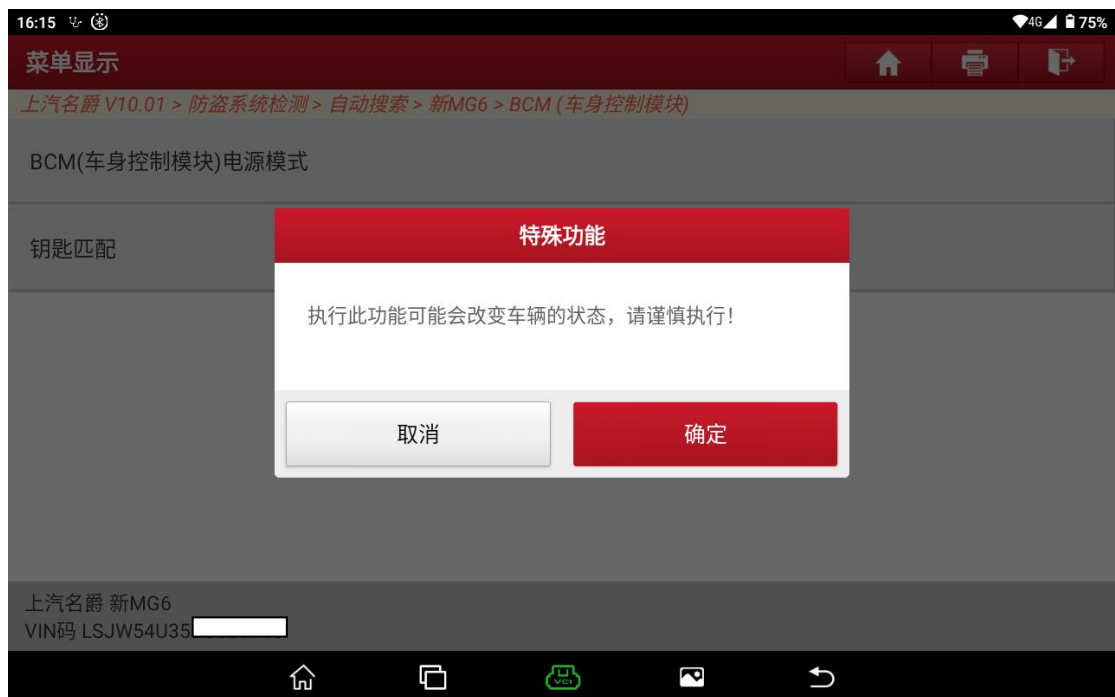 16:15
4G 75%
菜单显示
上汽名爵 V10.01 > 防盗系统检测 > 自动搜索 > 新MG6 > BCM (车身控制模块)
BCM(车身控制模块)电源模式
钥匙匹配
特殊功能
执行此功能可能会改变车辆的状态，请谨慎执行！
取消
确定
上汽名爵 新MG6
VIN码 LSJW54U35
VCI